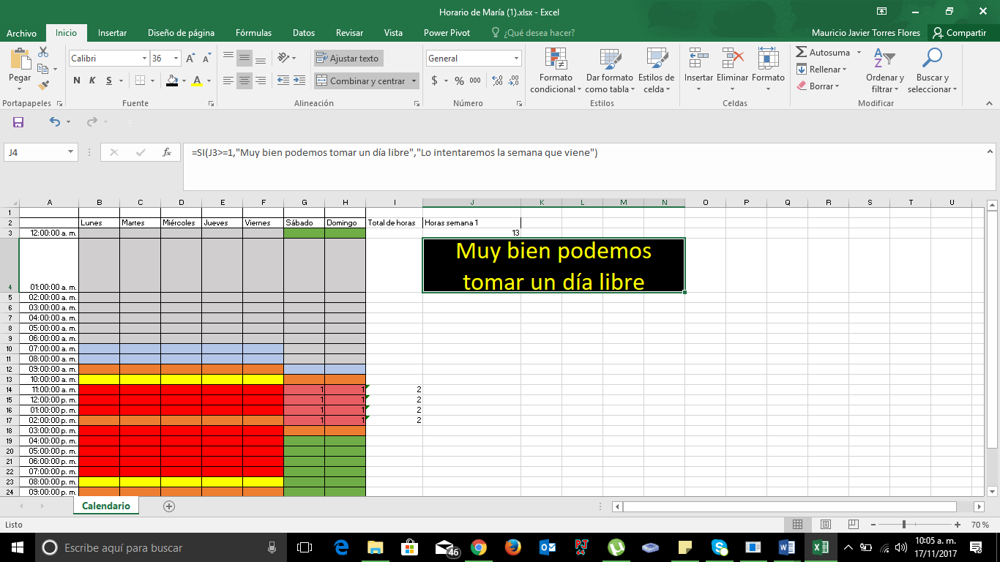 Horario de María (1).xlsx - Excel
Archivo Inicio Insertar Diseño de página Fórmulas Datos Revisar Vista Power Pivot ¿Qué desea hacer? Mauricio Javier Torres Flores Compartir
Pegar
Calibri 36
N K S
Ajustar texto
Combinar y centrar
General
$ % 000
Formato condicional
Dar formato como tabla
Estilos de celda
Insertar Eliminar Formato
Autosuma
Rellenar
Borrar
Ordenar y filtrar
Buscar y seleccionar
Portapapeles Fuente Alineación Número Estilos Celdas Modificar
J4 fx =SI(J3>=1,"Muy bien podemos tomar un día libre","Lo intentaremos la semana que viene")
A B C D E F G H I J K L M N O P Q R S T U
1
2 Lunes Martes Miércoles Jueves Viernes Sábado Domingo Total de horas Horas semana 1
3 12:00:00 a. m. 13
Muy bien podemos
tomar un día libre
4 01:00:00 a. m.
5 02:00:00 a. m.
6 03:00:00 a. m.
7 04:00:00 a. m.
8 05:00:00 a. m.
9 06:00:00 a. m.
10 07:00:00 a. m.
11 08:00:00 a. m.
12 09:00:00 a. m.
13 10:00:00 a. m.
14 11:00:00 a. m. 1 1 2
15 12:00:00 p. m. 1 1 2
16 01:00:00 p. m. 1 1 2
17 02:00:00 p. m. 1 1 2
18 03:00:00 p. m.
19 04:00:00 p. m.
20 05:00:00 p. m.
21 06:00:00 p. m.
22 07:00:00 p. m.
23 08:00:00 p. m.
24 09:00:00 p. m.
Calendario
Listo 70 %
Escribe aquí para buscar 46 10:05 a. m.
17/11/2017